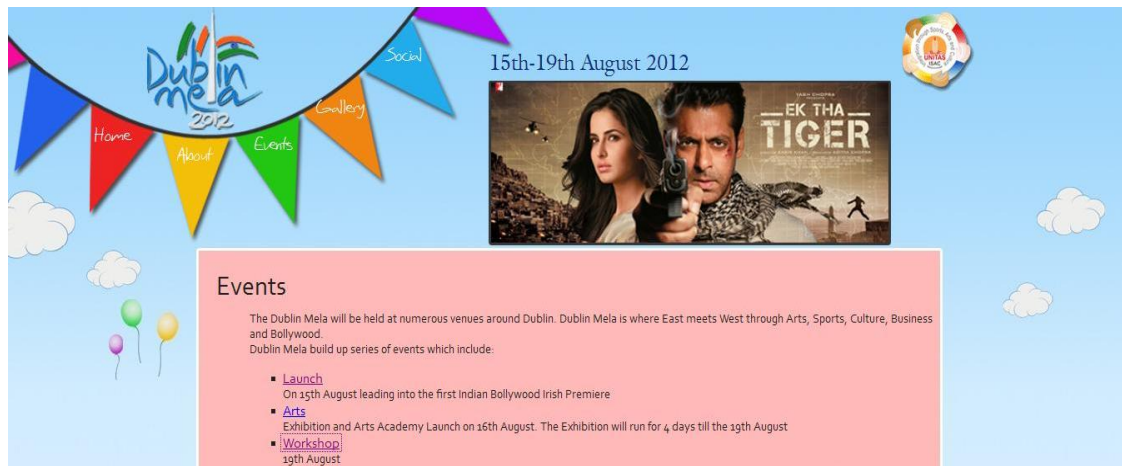 Dublin
mela
2012
Home
About
Events
Gallery
Social
15th-19th August 2012
YASH CHOPRA
EK THA
TIGER
UNITAS
ISAC
Events
The Dublin Mela will be held at numerous venues around Dublin. Dublin Mela is where East meets West through Arts, Sports, Culture, Business
and Bollywood.
Dublin Mela build up series of events which include:
Launch
On 15th August leading into the first Indian Bollywood Irish Premiere
Arts
Exhibition and Arts Academy Launch on 16th August. The Exhibition will run for 4 days till the 19th August
Workshop
19th August